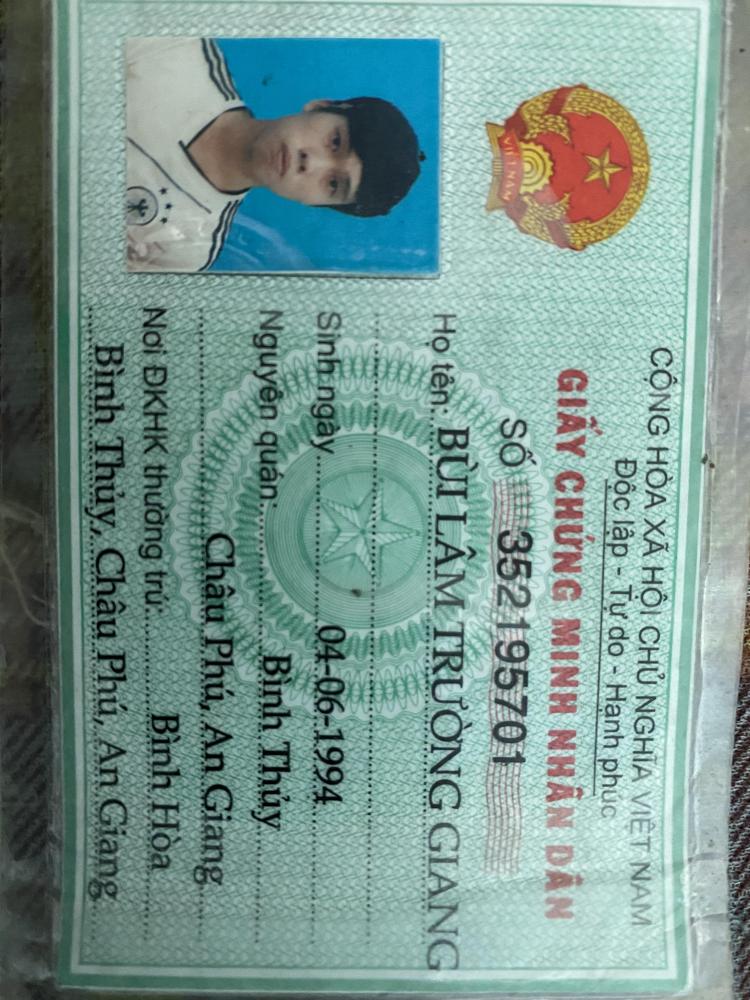 CỘNG HÒA XÃ HỘI CHỦ NGHĨA VIỆT NAM
Độc lập - Tự do - Hạnh phúc
GIẤY CHỨNG MINH NHÂN DÂN
SỐ 352195701
Họ tên: BÙI LÂM TRƯỜNG GIANG
Sinh ngày 04-06-1994
Nguyên quán Bình Thủy
Châu Phú, An Giang
Nơi ĐKHK thường trú: Bình Hòa
Bình Thủy, Châu Phú, An Giang
VIỆT NAM